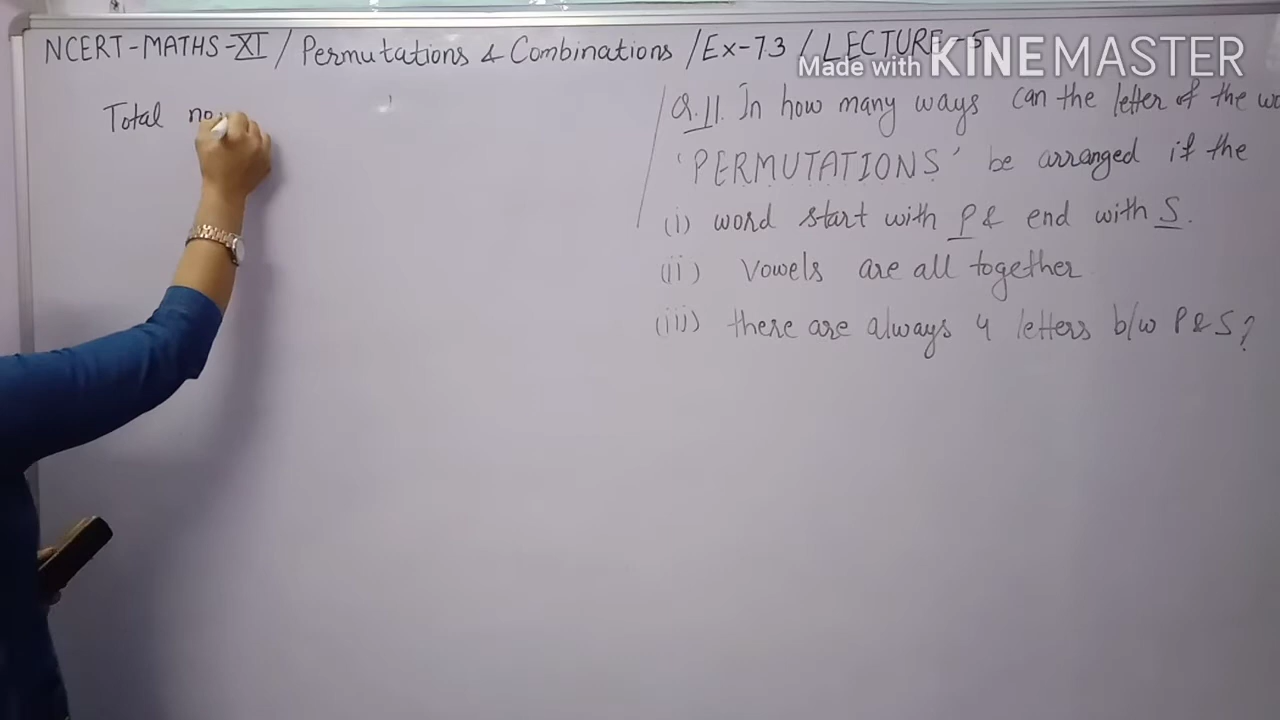 NCERT-MATHS-XI / Permutations & Combinations / Ex-7.3 / LECTURE-5
Made with KINEMASTER
Total no
Q.11. In how many ways can the letter of the wo
'PERMUTATIONS' be arranged if the
(i) word start with P & end with S.
(ii) vowels are all together
(iii) there are always 4 letters b/w P & S?